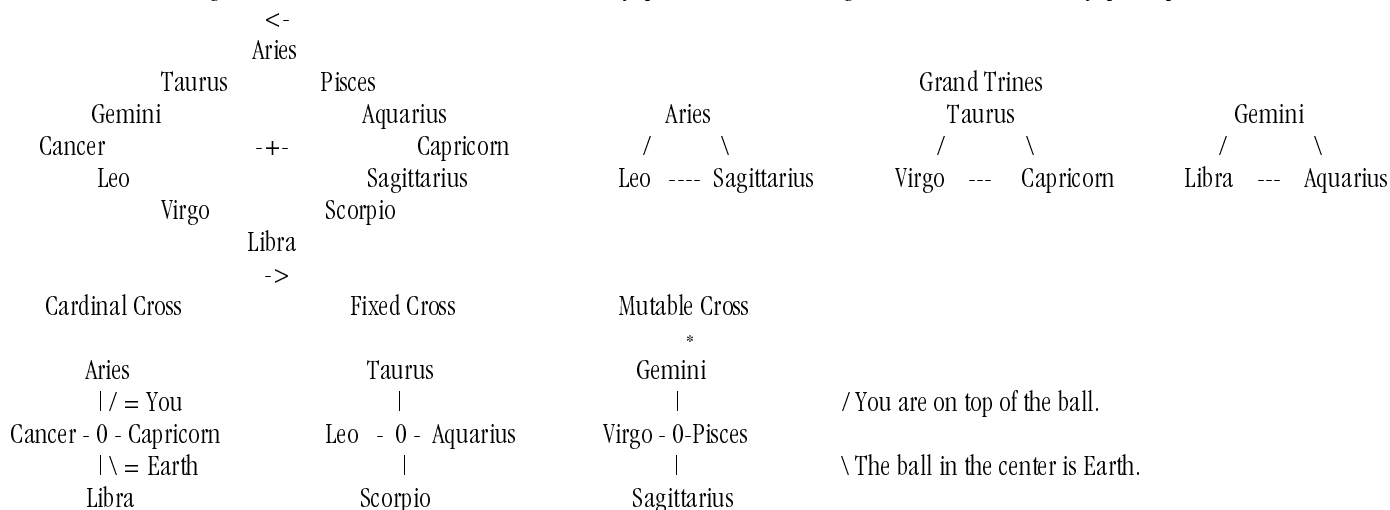 <-
Aries
Taurus Pisces Grand Trines
Gemini Aquarius Aries Taurus Gemini
Cancer -+- Capricorn / \ / \ / \
Leo Sagittarius Leo ---- Sagittarius Virgo --- Capricorn Libra --- Aquarius
Virgo Scorpio
Libra
->
Cardinal Cross Fixed Cross Mutable Cross
*
Aries Taurus Gemini
| / = You | | / You are on top of the ball.
Cancer - 0 - Capricorn Leo - 0 - Aquarius Virgo - 0-Pisces
| \ = Earth | | \ The ball in the center is Earth.
Libra Scorpio Sagittarius